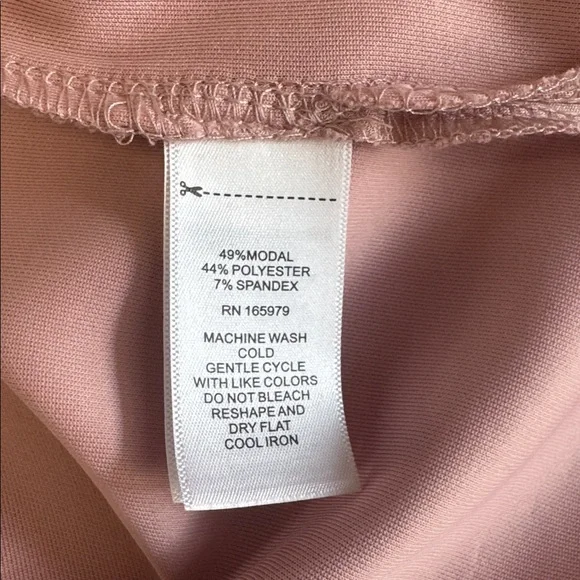 49%MODAL
44% POLYESTER
7% SPANDEX
RN 165979
MACHINE WASH
COLD
GENTLE CYCLE
WITH LIKE COLORS
DO NOT BLEACH
RESHAPE AND
DRY FLAT
COOL IRON